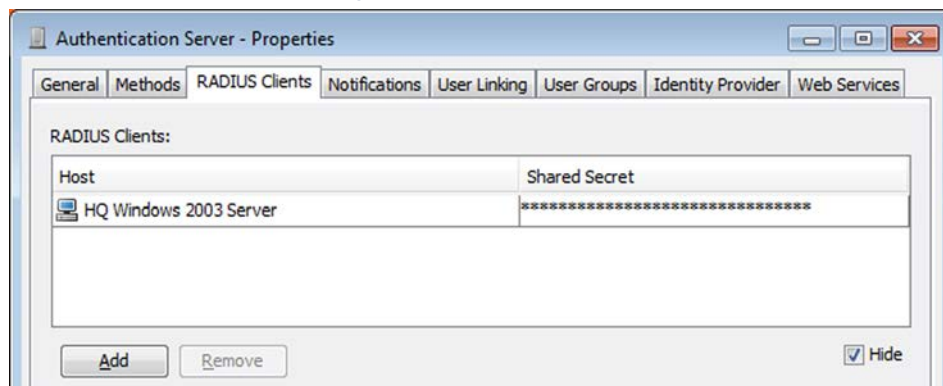 Authentication Server - Properties
General Methods RADIUS Clients Notifications User Linking User Groups Identity Provider Web Services
RADIUS Clients:
Host Shared Secret
HQ Windows 2003 Server ********************************
Add Remove Hide